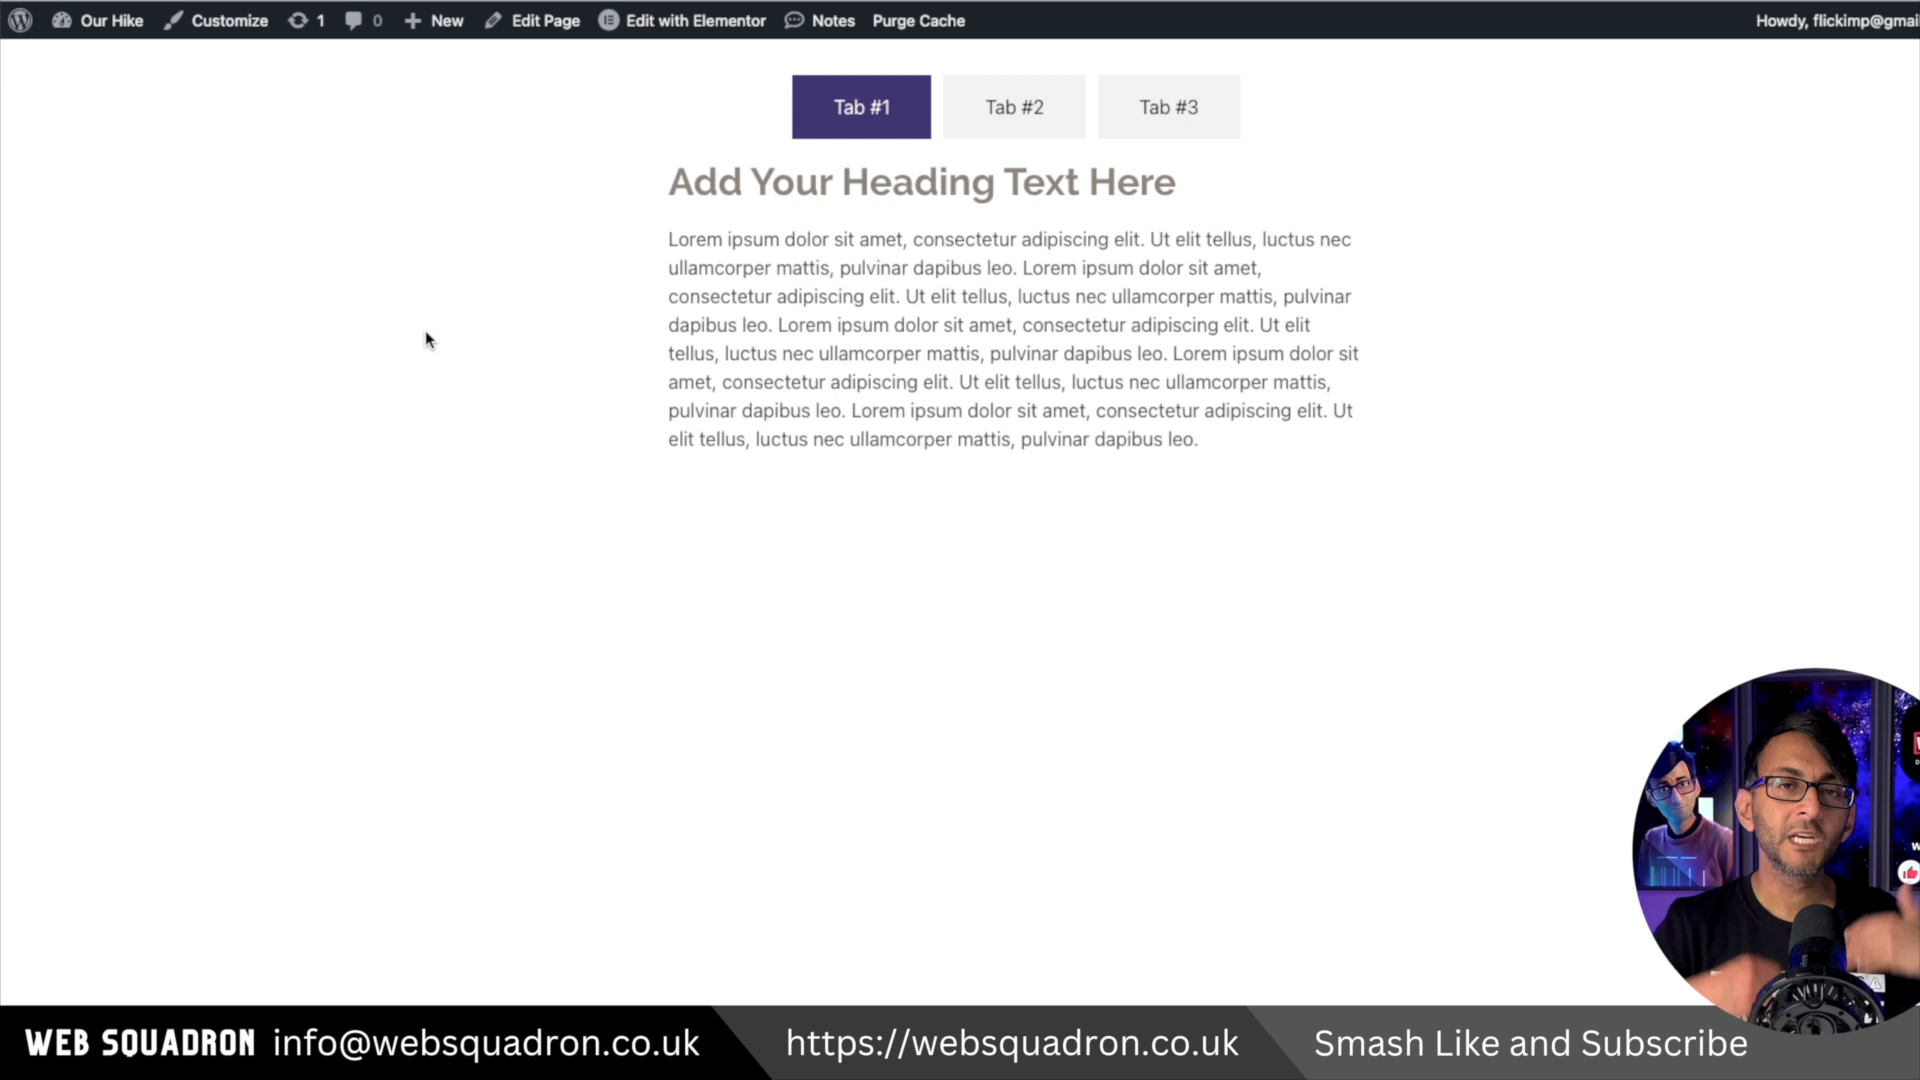 Our Hike Customize 1 0 New Edit Page Edit with Elementor Notes Purge Cache Howdy, flickimp@gmai
Tab #1 Tab #2 Tab #3
Add Your Heading Text Here
Lorem ipsum dolor sit amet, consectetur adipiscing elit. Ut elit tellus, luctus nec
ullamcorper mattis, pulvinar dapibus leo. Lorem ipsum dolor sit amet,
consectetur adipiscing elit. Ut elit tellus, luctus nec ullamcorper mattis, pulvinar
dapibus leo. Lorem ipsum dolor sit amet, consectetur adipiscing elit. Ut elit
tellus, luctus nec ullamcorper mattis, pulvinar dapibus leo. Lorem ipsum dolor sit
amet, consectetur adipiscing elit. Ut elit tellus, luctus nec ullamcorper mattis,
pulvinar dapibus leo. Lorem ipsum dolor sit amet, consectetur adipiscing elit. Ut
elit tellus, luctus nec ullamcorper mattis, pulvinar dapibus leo.
WEB SQUADRON info@websquadron.co.uk https://websquadron.co.uk Smash Like and Subscribe